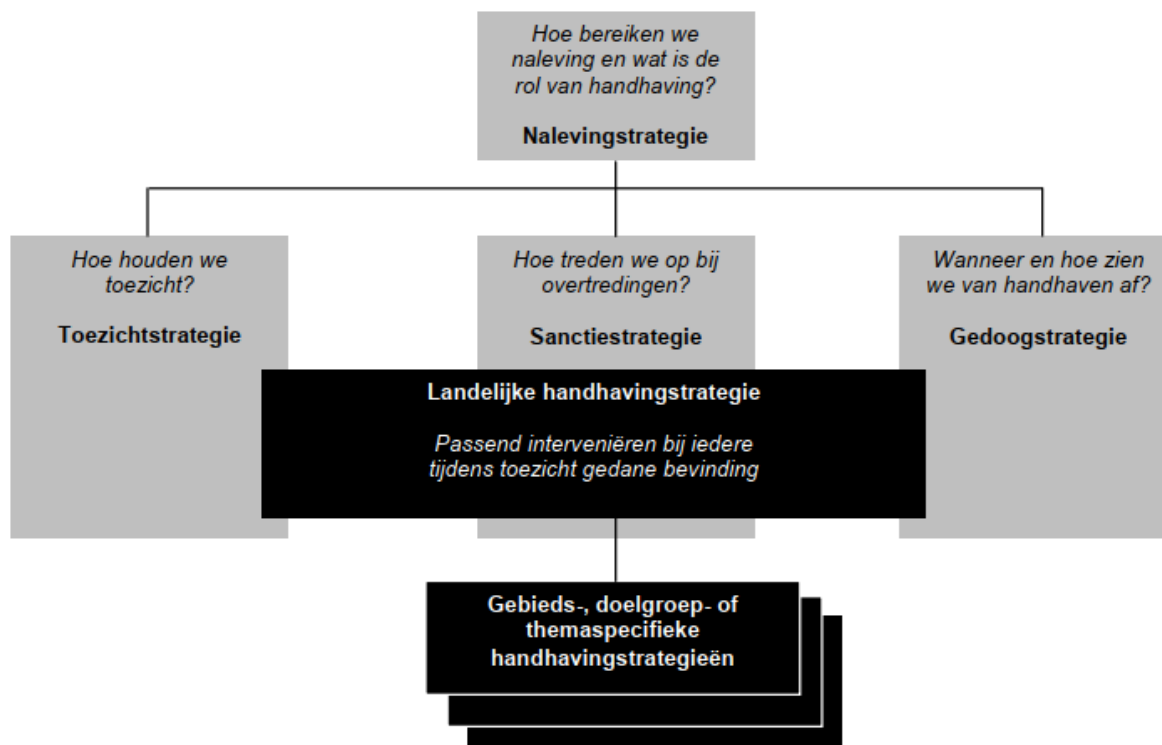 Hoe bereiken we
naleving en wat is de
rol van handhaving?
Nalevingstrategie
Hoe houden we
toezicht?
Toezichtstrategie
Hoe treden we op bij
overtredingen?
Sanctiestrategie
Wanneer en hoe zien
we van handhaven af?
Gedoogstrategie
Landelijke handhavingstrategie
Passend interveniëren bij iedere
tijdens toezicht gedane bevinding
Gebieds-, doelgroep- of
themaspecifieke
handhavingstrategieën